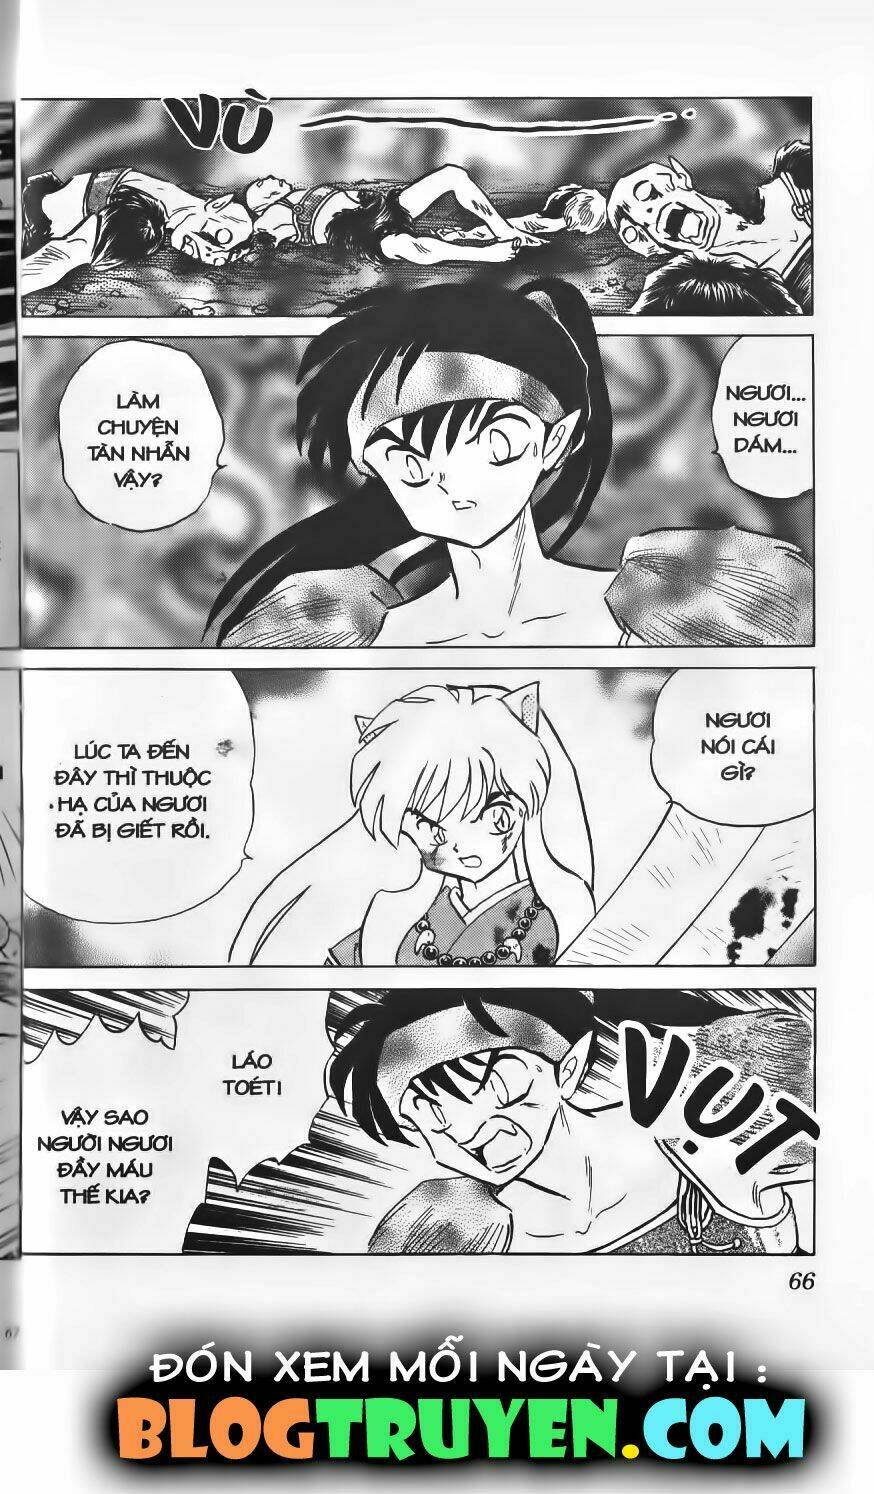 VÙ
NGƯƠI...
NGƯƠI
DÁM...
LÀM
CHUYỆN
TÀN NHẪN
VẬY?
NGƯƠI
NÓI CÁI
GÌ?
LÚC TA ĐẾN
ĐÂY THÌ THUỘC
HẠ CỦA NGƯƠI
ĐÃ BỊ GIẾT RỒI.
VỤT
LÁO
TOÉT!
VẬY SAO
NGƯỜI NGƯƠI
ĐẦY MÁU
THẾ KIA?
66
67
ĐÓN XEM MỖI NGÀY TẠI :
BLOGTRUYEN.COM